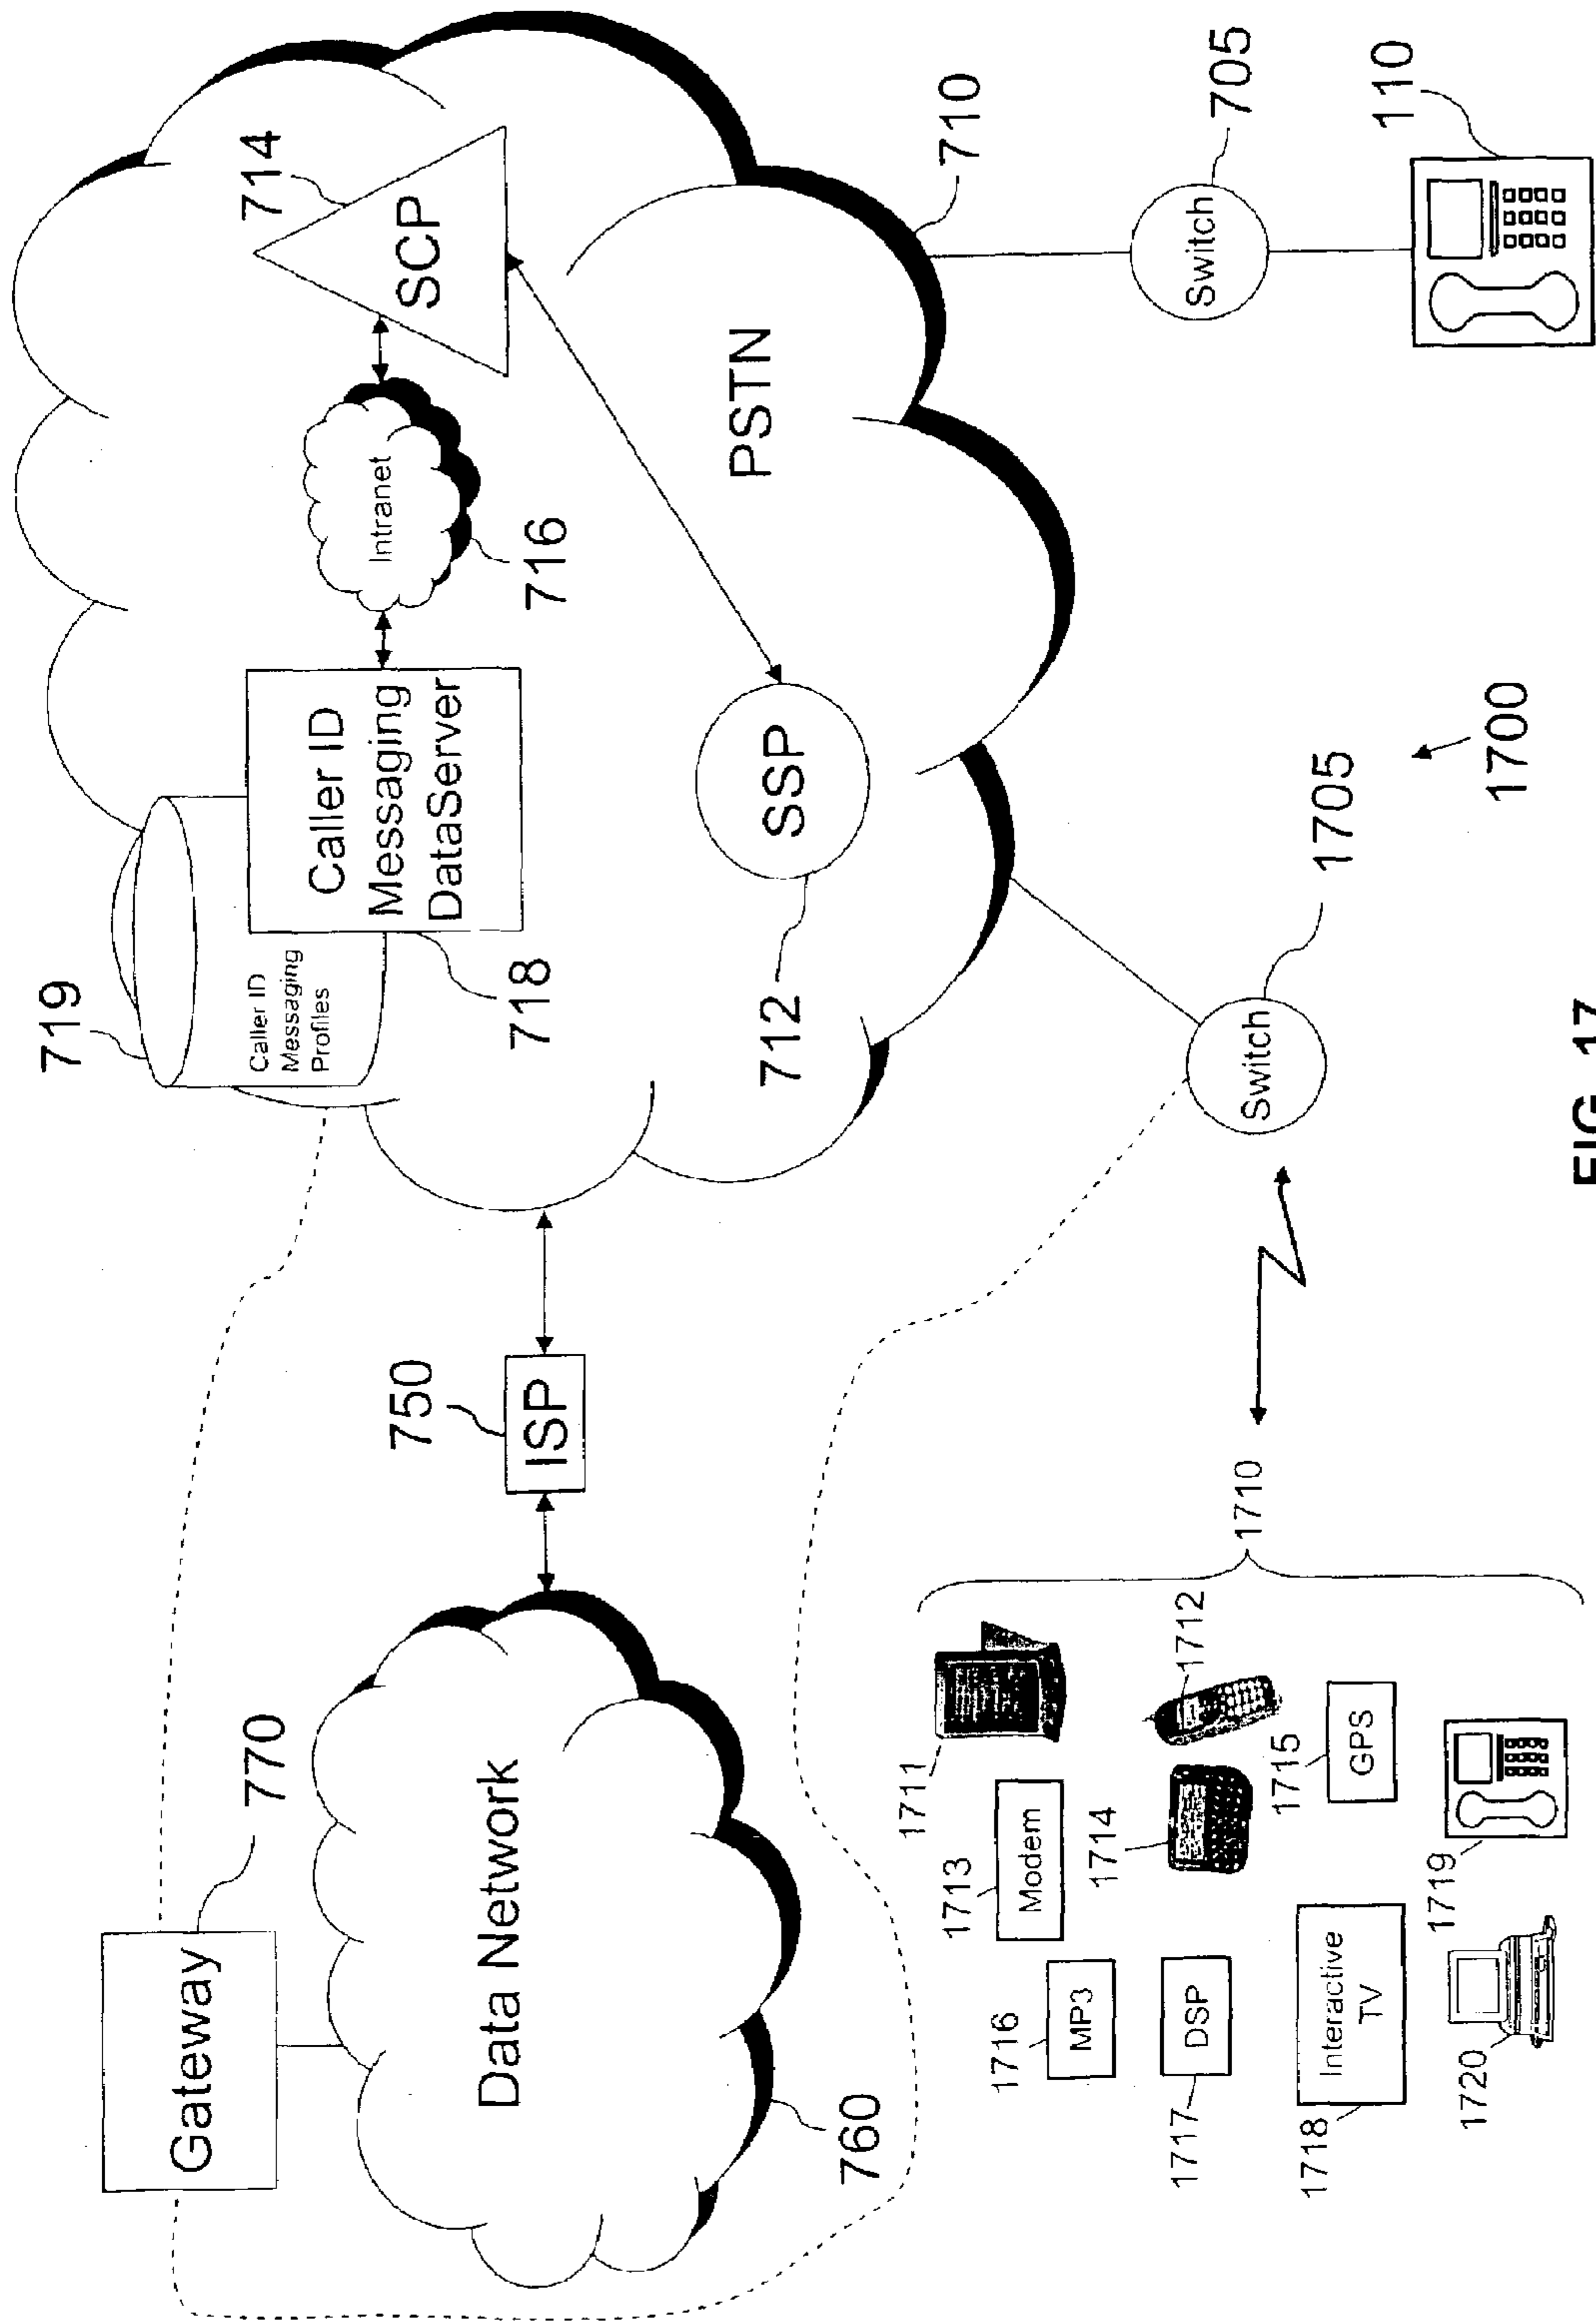 719
Caller ID
Messaging
Profiles
Caller ID
Messaging
DataServer
718
Intranet
716
714
SCP
SSP
712
PSTN
710
Switch
705
110
Gateway
770
Data Network
760
750
ISP
Switch
1705
1700
1710
1711
1712
1713
Modem
1714
1715
GPS
1716
MP3
1717
DSP
1718
Interactive
TV
1719
1720
FIG. 17